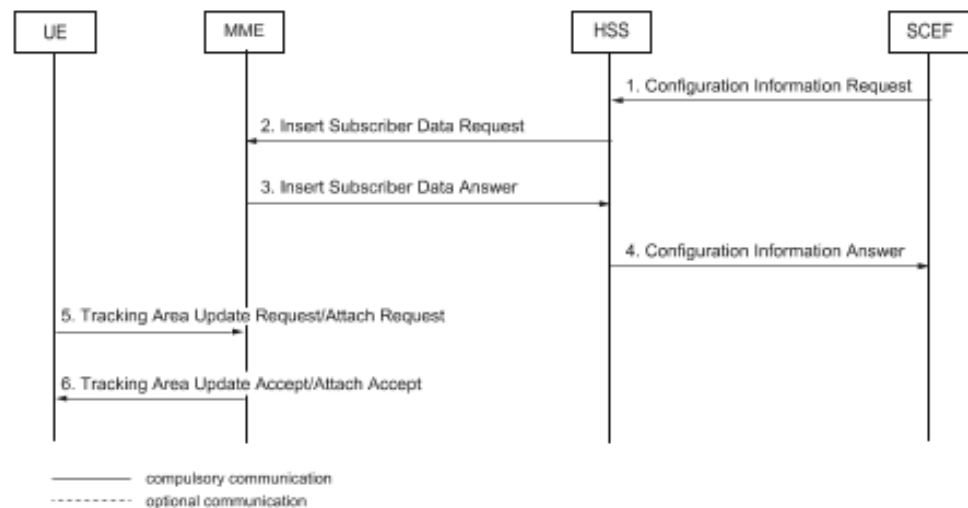 UE
MME
HSS
SCEF
1. Configuration Information Request
2. Insert Subscriber Data Request
3. Insert Subscriber Data Answer
4. Configuration Information Answer
5. Tracking Area Update Request/Attach Request
6. Tracking Area Update Accept/Attach Accept
compulsory communication
optional communication